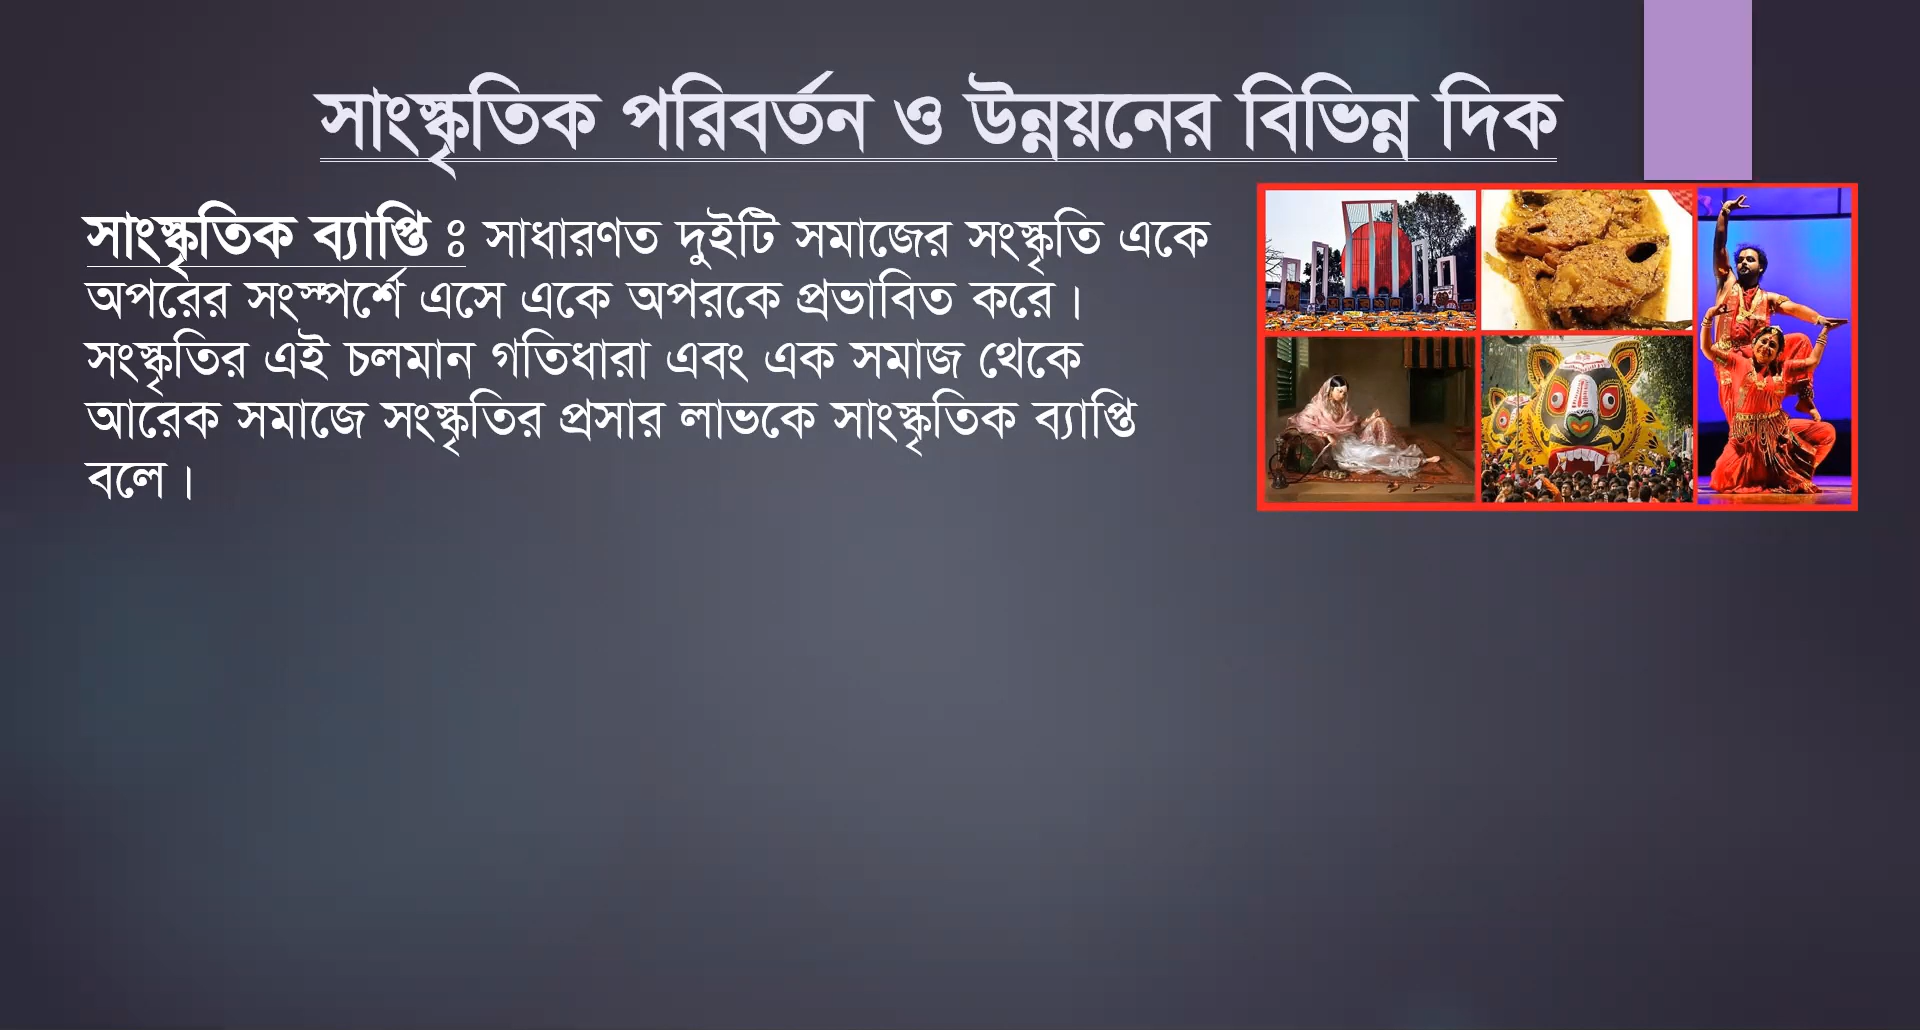 সাংস্কৃতিক পরিবর্তন ও উন্নয়নের বিভিন্ন দিক
সাংস্কৃতিক ব্যাপ্তি ঃ সাধারণত দুইটি সমাজের সংস্কৃতি একে
অপরের সংস্পর্শে এসে একে অপরকে প্রভাবিত করে।
সংস্কৃতির এই চলমান গতিধারা এবং এক সমাজ থেকে
আরেক সমাজে সংস্কৃতির প্রসার লাভকে সাংস্কৃতিক ব্যাপ্তি
বলে।